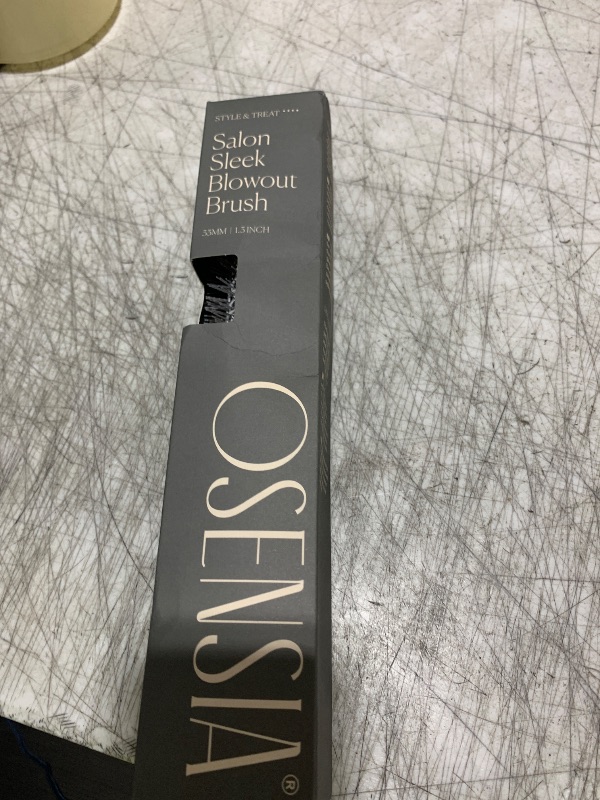 STYLE & TREAT ••••
Salon
Sleek
Blowout
Brush
33MM | 1.3 INCH
OSENSIA®